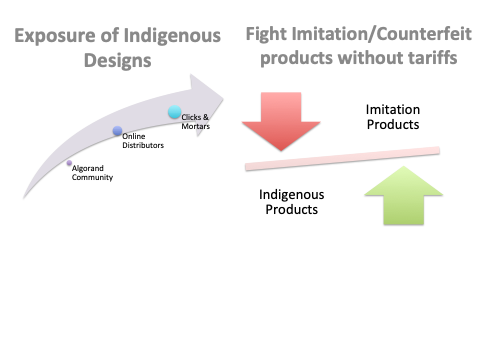 Exposure of Indigenous
Designs
Clicks &
Mortars
Online
Distributors
Algorand
Community
Fight Imitation/Counterfeit
products without tariffs
Imitation
Products
Indigenous
Products